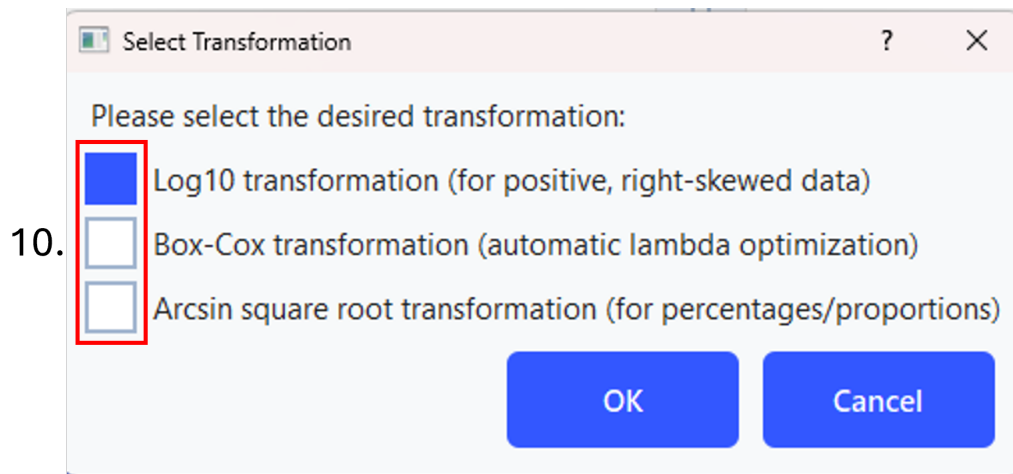 Select Transformation ?
Please select the desired transformation:
Log10 transformation (for positive, right-skewed data)
10.
Box-Cox transformation (automatic lambda optimization)
Arcsin square root transformation (for percentages/proportions)
OK Cancel